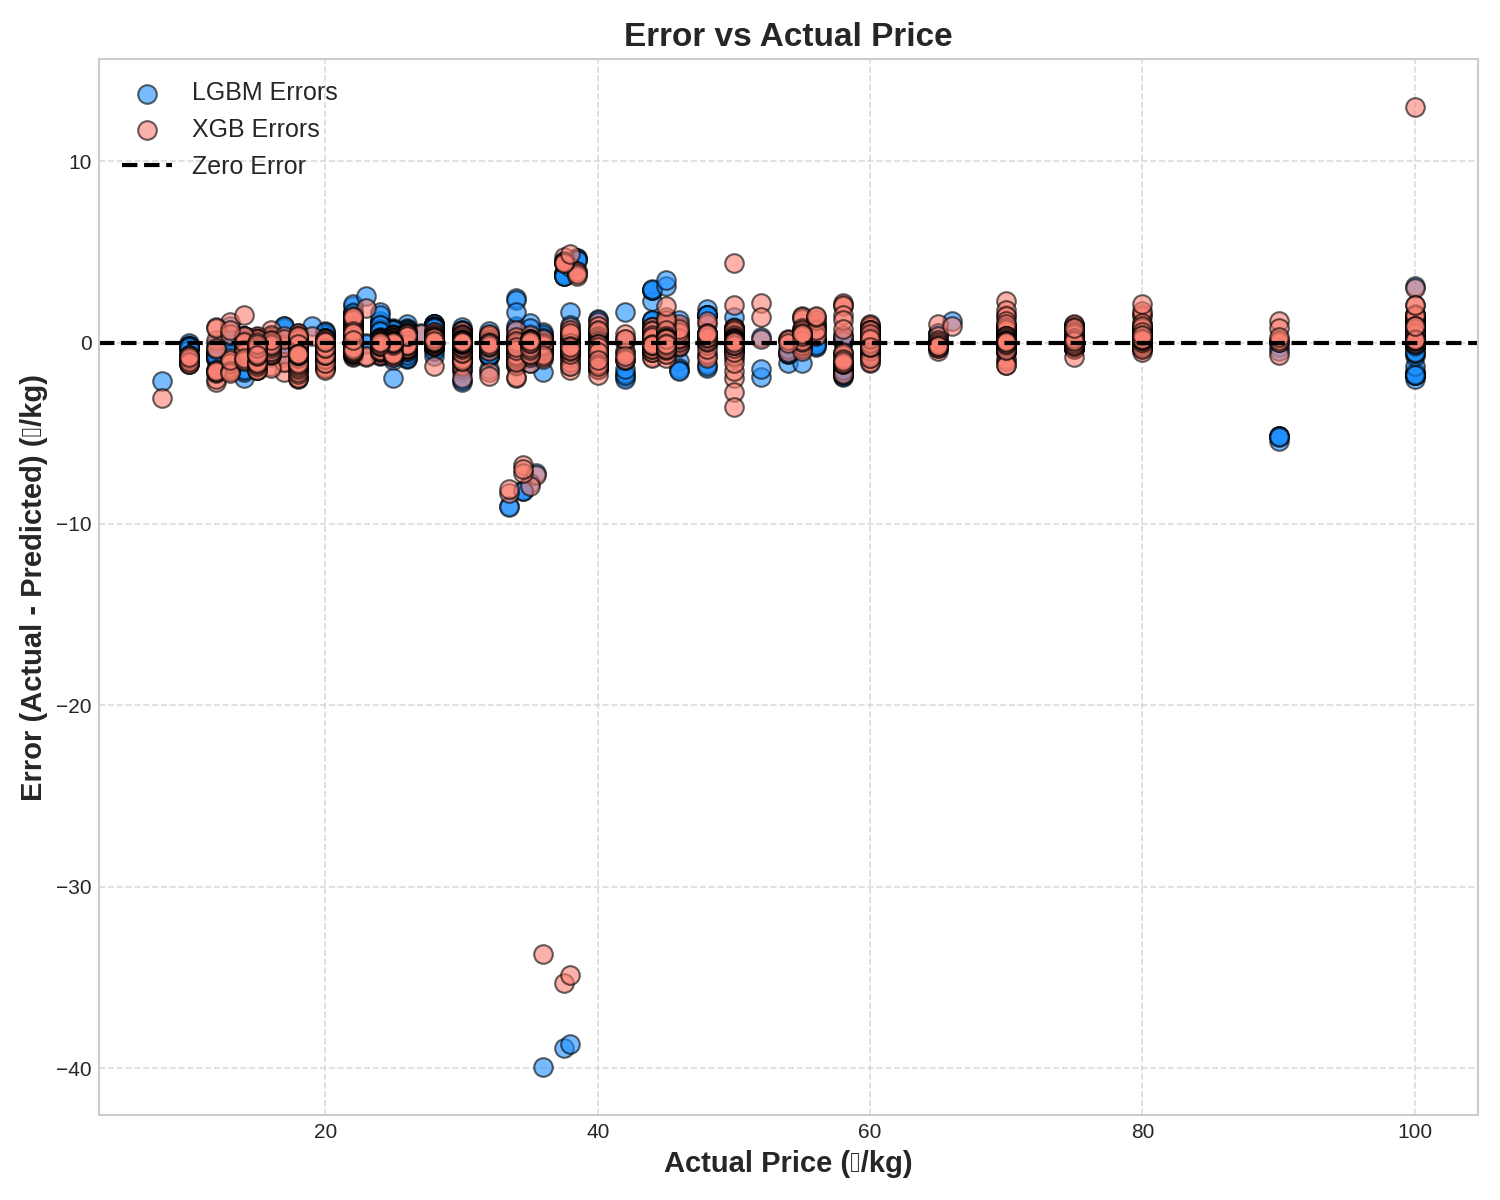 Error vs Actual Price
LGBM Errors
XGB Errors
Zero Error
10
0
−10
−20
−30
−40
Error (Actual - Predicted) (▯/kg)
20
40
60
80
100
Actual Price (▯/kg)